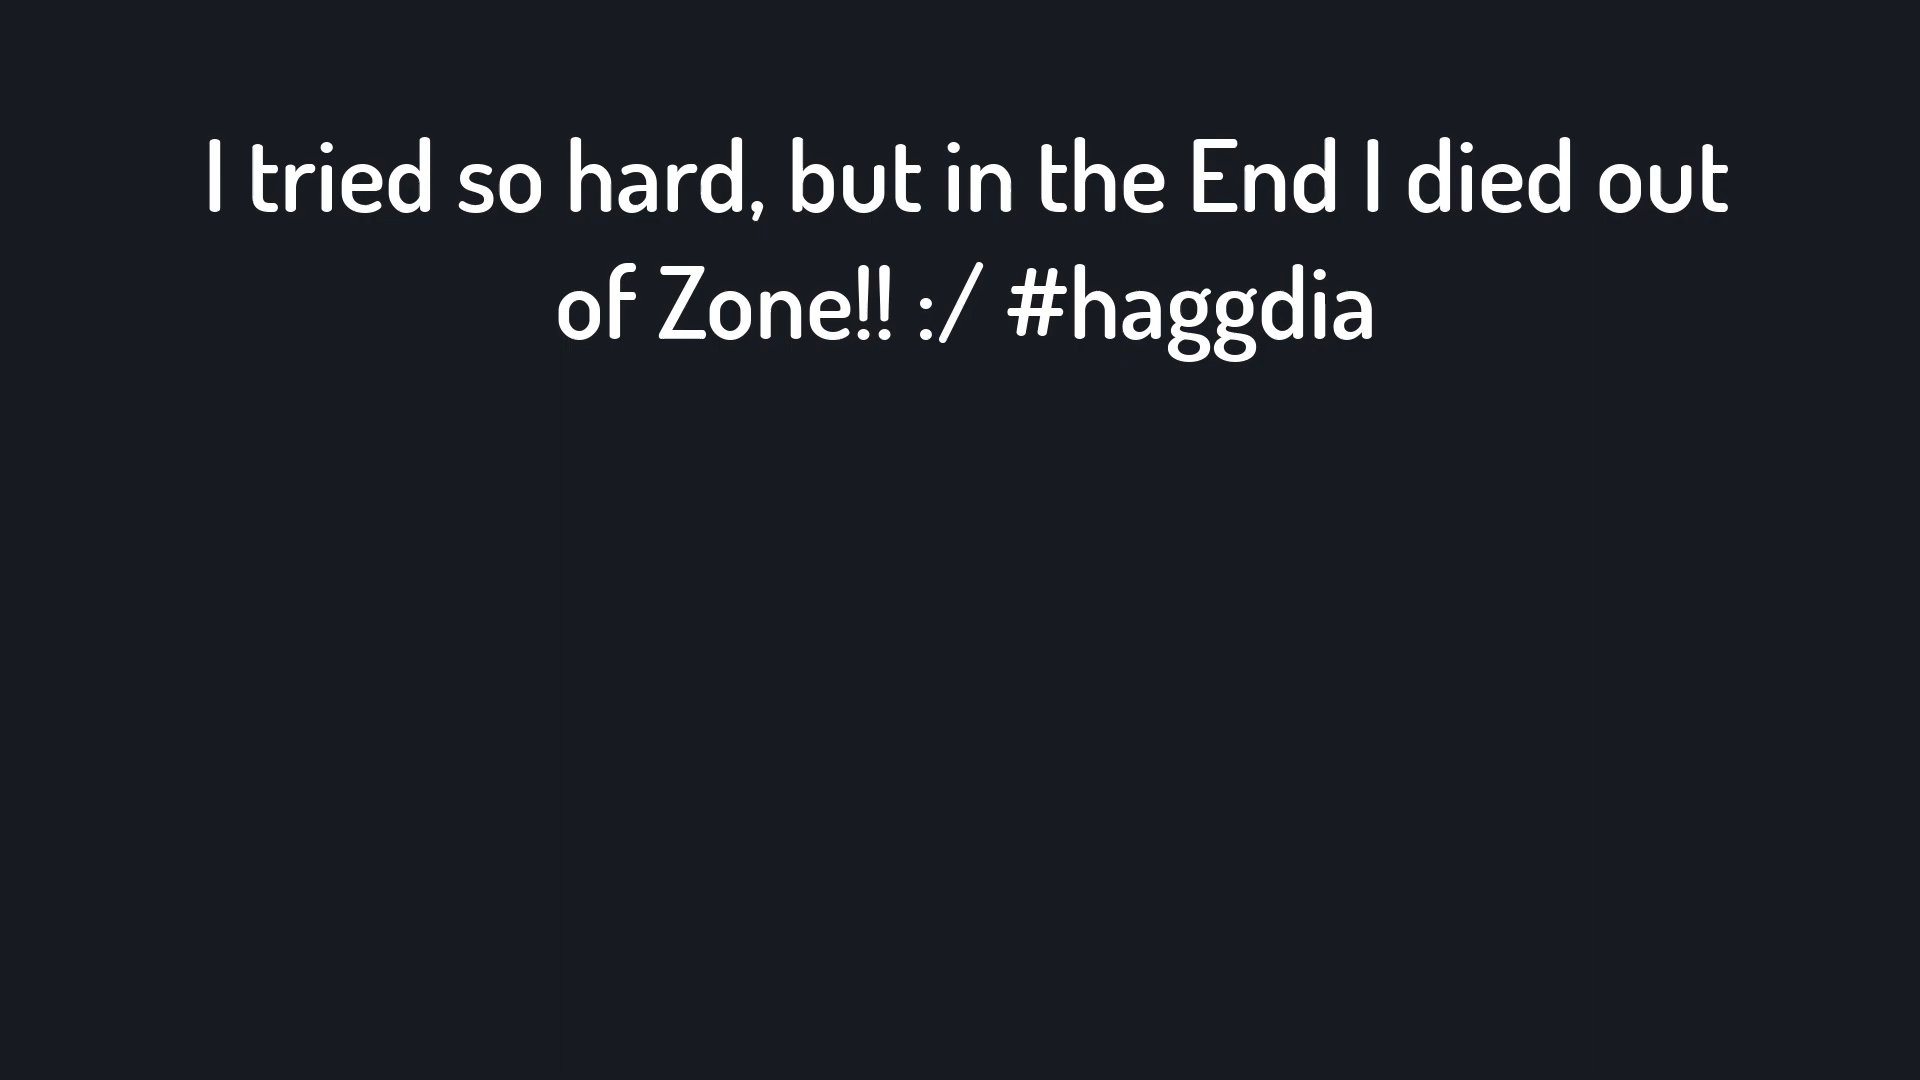 I tried so hard, but in the End I died out
of Zone!! :/ #haggdia